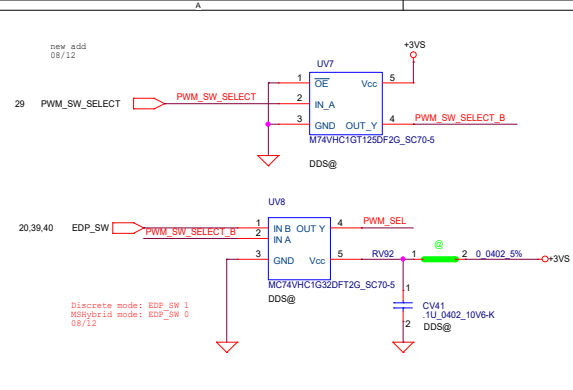 A
new add
08/12
+3VS
UV7
1 OE Vcc 5
29 PWM_SW_SELECT PWM_SW_SELECT 2 IN_A
3 GND OUT_Y 4 PWM_SW_SELECT_B
M74VHC1GT125DF2G_SC70-5
DDS@
UV8
20,39,40 EDP_SW 1 IN B OUT Y 4 PWM_SEL
PWM_SW_SELECT_B 2 IN A
@
3 GND Vcc 5 RV92 1 2 0_0402_5% +3VS
MC74VHC1G32DFT2G_SC70-5
DDS@
1
CV41
.1U_0402_10V6-K
2 DDS@
Discrete mode: EDP_SW 1
MSHybrid mode: EDP_SW 0
08/12